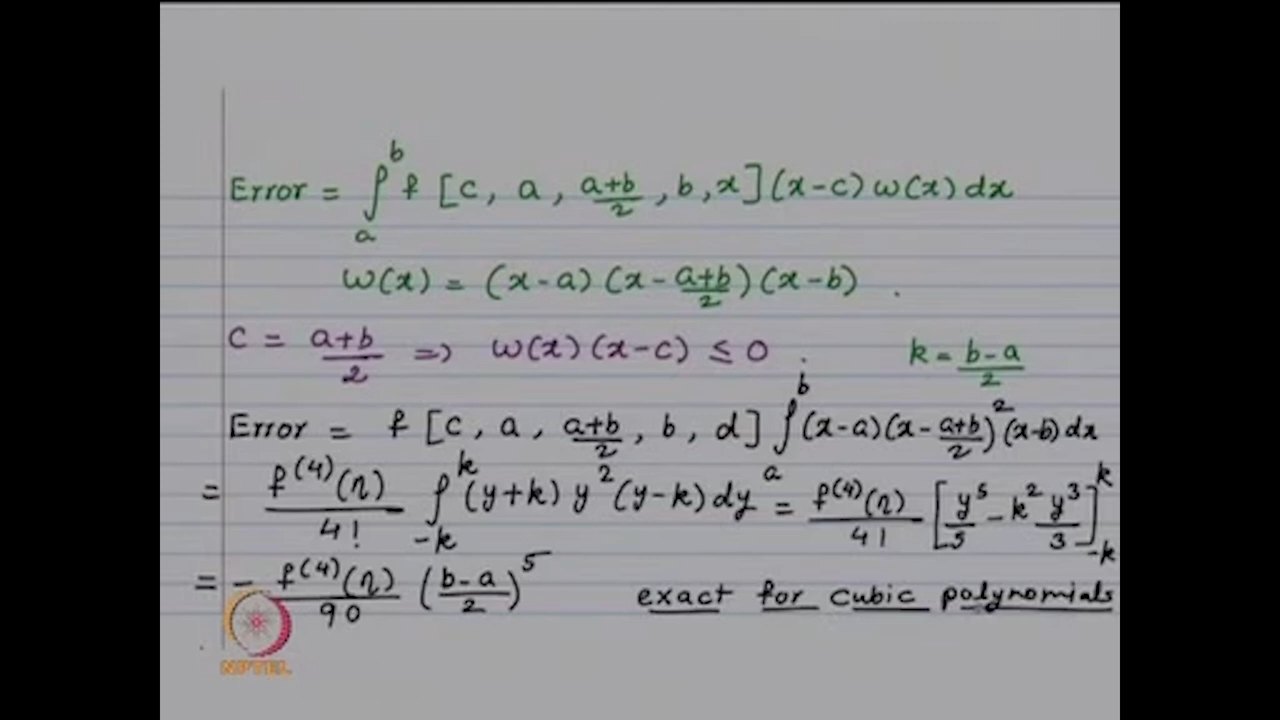 Error = ∫_a^b f [c, a, (a+b)/2, b, x] (x-c) w(x) dx
w(x) = (x-a) (x - (a+b)/2) (x-b).
c = (a+b)/2 ⇒ w(x) (x-c) ≤ 0. k = (b-a)/2
Error = f [c, a, (a+b)/2, b, d] ∫_a^b (x-a)(x - (a+b)/2)^2 (x-b) dx
= f^(4)(η)/4! ∫_{-k}^{k} (y+k) y^2 (y-k) dy = f^(4)(η)/4! [y^5/5 - k^2 y^3/3]_{-k}^{k}
= - f^(4)(η)/90 ((b-a)/2)^5 exact for cubic polynomials
NPTEL